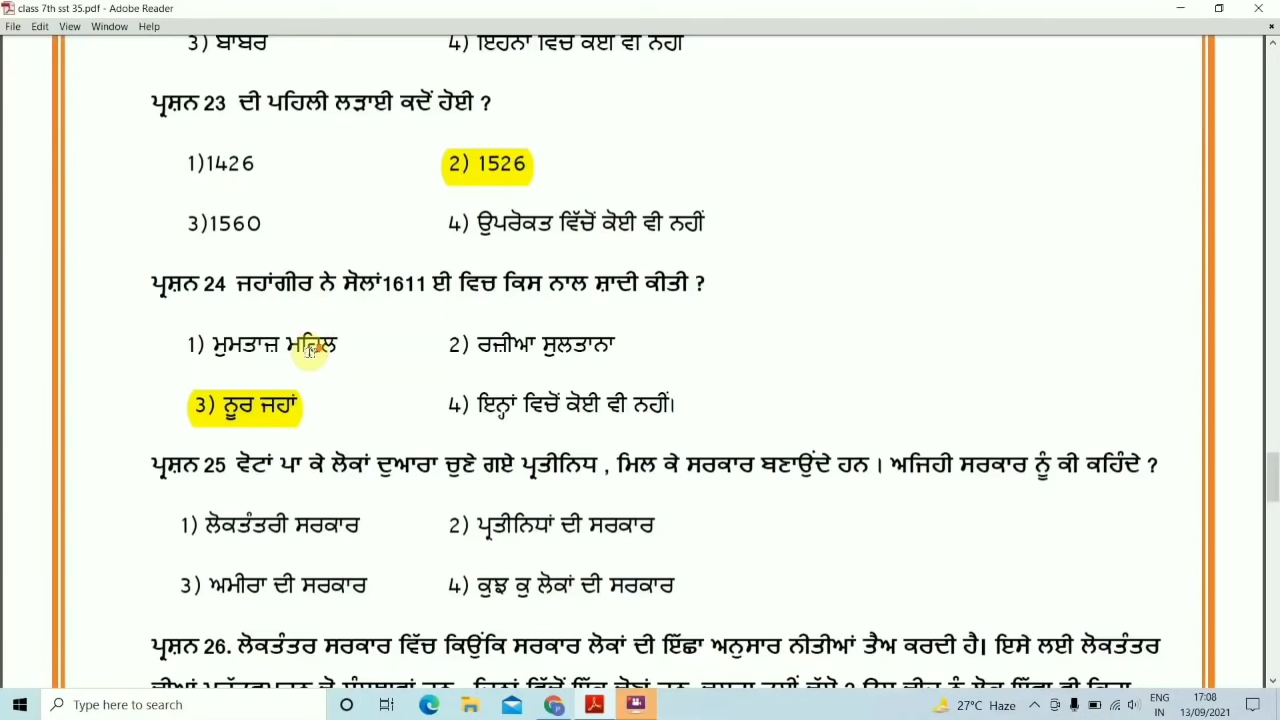 class 7th sst 35.pdf - Adobe Reader
File Edit View Window Help
3) ਬਾਬਰ 4) ਇਹਨਾਂ ਵਿਚੋਂ ਕੋਈ ਵੀ ਨਹੀਂ
ਪ੍ਰਸ਼ਨ 23 ਦੀ ਪਹਿਲੀ ਲੜਾਈ ਕਦੋਂ ਹੋਈ ?
1)1426 2) 1526
3)1560 4) ਉਪਰੋਕਤ ਵਿੱਚੋਂ ਕੋਈ ਵੀ ਨਹੀਂ
ਪ੍ਰਸ਼ਨ 24 ਜਹਾਂਗੀਰ ਨੇ ਸੋਲਾਂ1611 ਈ ਵਿਚ ਕਿਸ ਨਾਲ ਸ਼ਾਦੀ ਕੀਤੀ ?
1) ਮੁਮਤਾਜ਼ ਮਹਿਲ 2) ਰਜ਼ੀਆ ਸੁਲਤਾਨਾ
3) ਨੂਰ ਜਹਾਂ 4) ਇਨ੍ਹਾਂ ਵਿਚੋਂ ਕੋਈ ਵੀ ਨਹੀਂ।
ਪ੍ਰਸ਼ਨ 25 ਵੋਟਾਂ ਪਾ ਕੇ ਲੋਕਾਂ ਦੁਆਰਾ ਚੁਣੇ ਗਏ ਪ੍ਰਤੀਨਿਧ , ਮਿਲ ਕੇ ਸਰਕਾਰ ਬਣਾਉਂਦੇ ਹਨ । ਅਜਿਹੀ ਸਰਕਾਰ ਨੂੰ ਕੀ ਕਹਿੰਦੇ ?
1) ਲੋਕਤੰਤਰੀ ਸਰਕਾਰ 2) ਪ੍ਰਤੀਨਿਧਾਂ ਦੀ ਸਰਕਾਰ
3) ਅਮੀਰਾ ਦੀ ਸਰਕਾਰ 4) ਕੁਝ ਕੁ ਲੋਕਾਂ ਦੀ ਸਰਕਾਰ
ਪ੍ਰਸ਼ਨ 26. ਲੋਕਤੰਤਰ ਸਰਕਾਰ ਵਿੱਚ ਕਿਉਂਕਿ ਸਰਕਾਰ ਲੋਕਾਂ ਦੀ ਇੱਛਾ ਅਨੁਸਾਰ ਨੀਤੀਆਂ ਤੈਅ ਕਰਦੀ ਹੈ। ਇਸੇ ਲਈ ਲੋਕਤੰਤਰ
Type here to search
27°C Haze
ENG
IN
17:08
13/09/2021